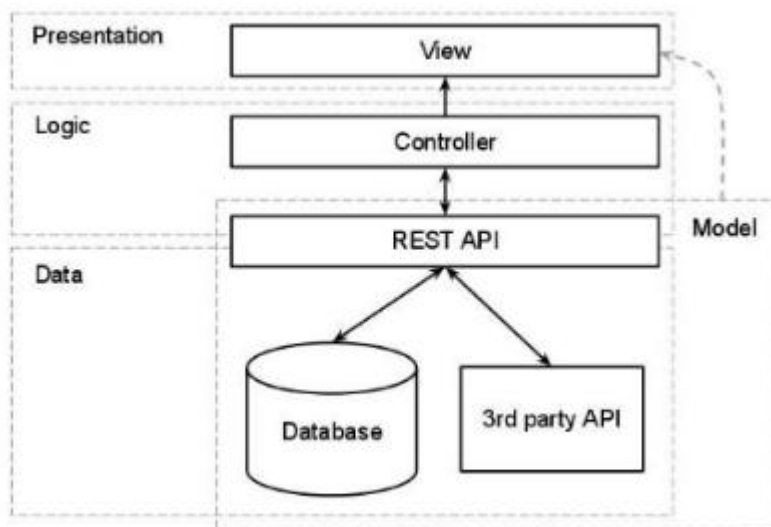 Presentation
View
Logic
Controller
REST API
Model
Data
Database
3rd party API